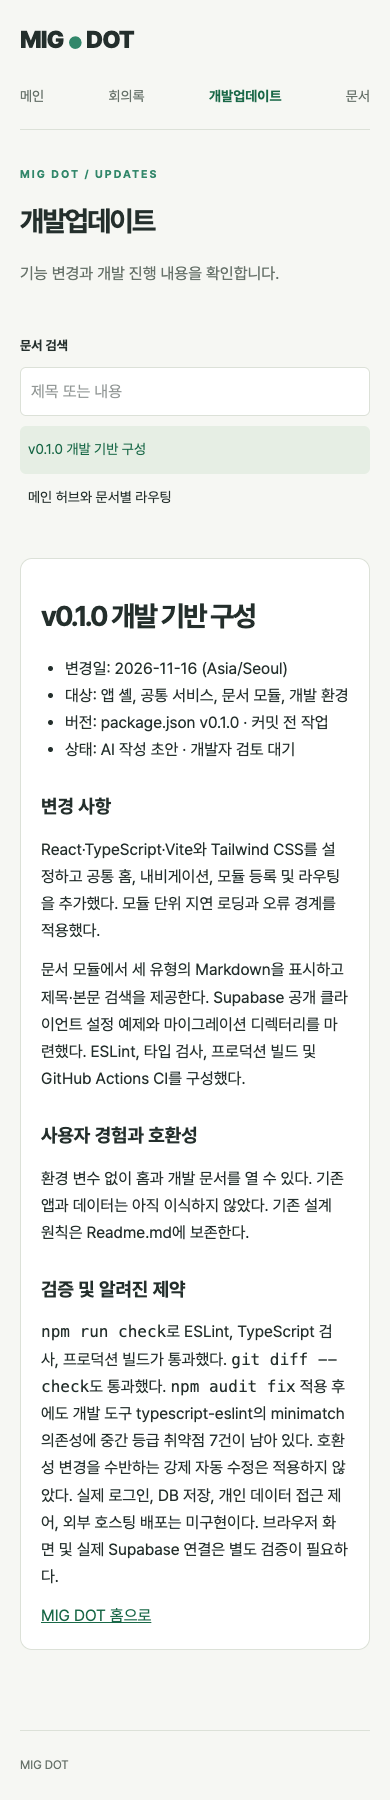 MIG DOT
메인 회의록 개발업데이트 문서
MIG DOT / UPDATES
개발업데이트
기능 변경과 개발 진행 내용을 확인합니다.
문서 검색
제목 또는 내용
v0.1.0 개발 기반 구성
메인 허브와 문서별 라우팅
v0.1.0 개발 기반 구성
• 변경일: 2026-11-16 (Asia/Seoul)
• 대상: 앱 셸, 공통 서비스, 문서 모듈, 개발 환경
• 버전: package.json v0.1.0 · 커밋 전 작업
• 상태: AI 작성 초안 · 개발자 검토 대기
변경 사항
React·TypeScript·Vite와 Tailwind CSS를 설
정하고 공통 홈, 내비게이션, 모듈 등록 및 라우팅
을 추가했다. 모듈 단위 지연 로딩과 오류 경계를
적용했다.
문서 모듈에서 세 유형의 Markdown을 표시하고
제목·본문 검색을 제공한다. Supabase 공개 클라
이언트 설정 예제와 마이그레이션 디렉터리를 마
련했다. ESLint, 타입 검사, 프로덕션 빌드 및
GitHub Actions CI를 구성했다.
사용자 경험과 호환성
환경 변수 없이 홈과 개발 문서를 열 수 있다. 기존
앱과 데이터는 아직 이식하지 않았다. 기존 설계
원칙은 Readme.md에 보존한다.
검증 및 알려진 제약
npm run check로 ESLint, TypeScript 검
사, 프로덕션 빌드가 통과했다. git diff --
check도 통과했다. npm audit fix 적용 후
에도 개발 도구 typescript-eslint의 minimatch
의존성에 중간 등급 취약점 7건이 남아 있다. 호환
성 변경을 수반하는 강제 자동 수정은 적용하지 않
았다. 실제 로그인, DB 저장, 개인 데이터 접근 제
어, 외부 호스팅 배포는 미구현이다. 브라우저 화
면 및 실제 Supabase 연결은 별도 검증이 필요하
다.
MIG DOT 홈으로
MIG DOT